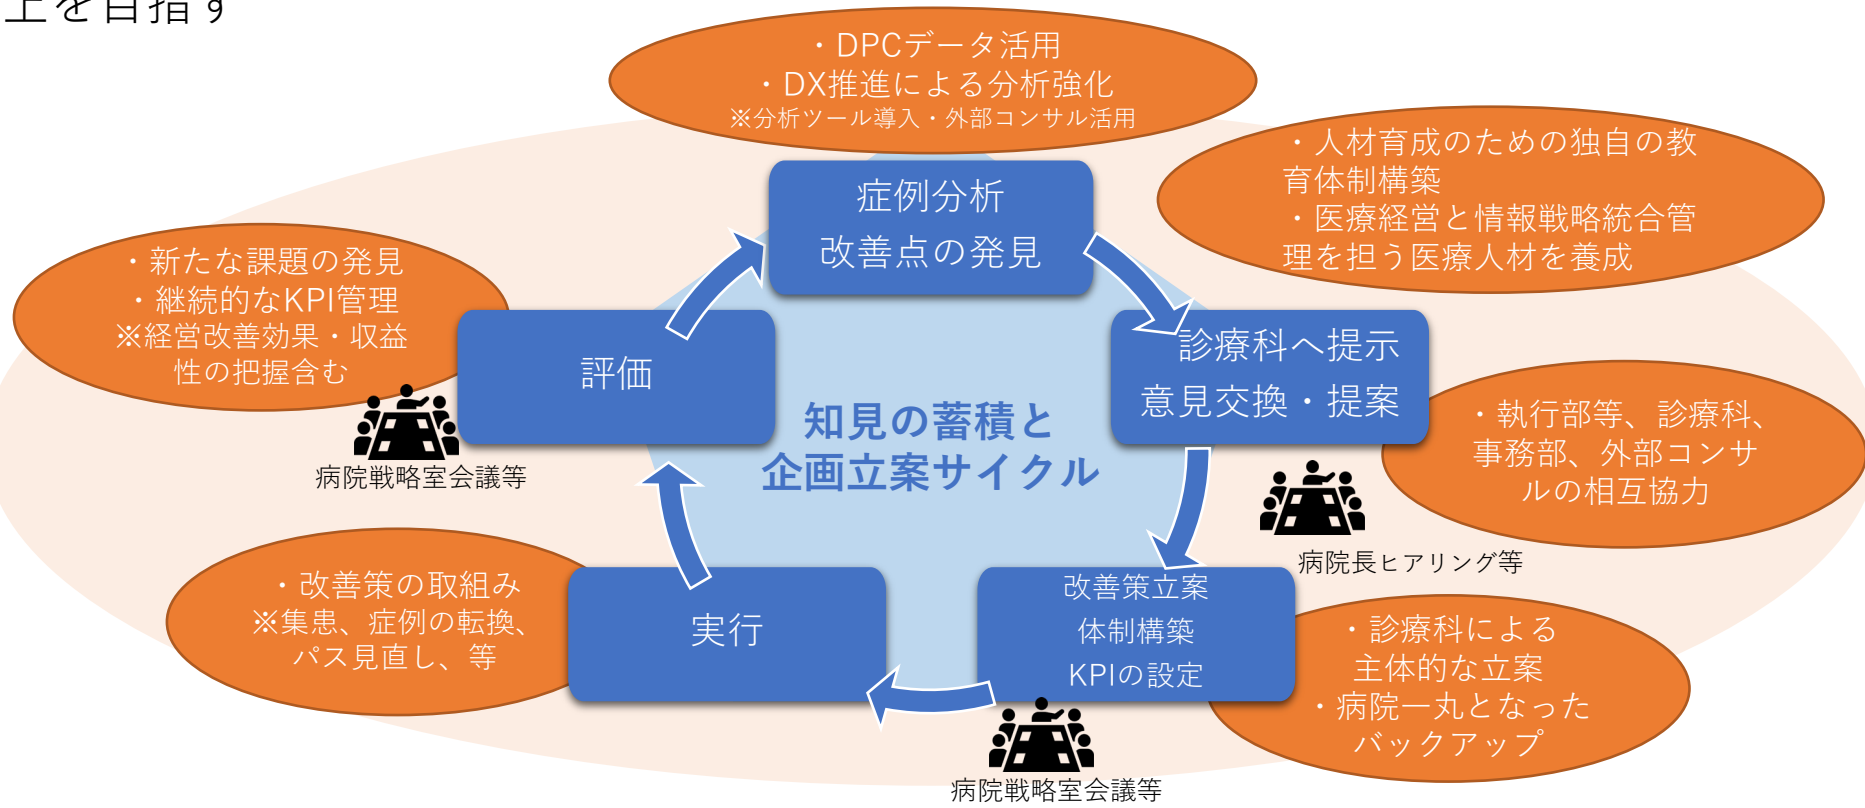 上を目指す
・DPCデータ活用
・DX推進による分析強化
※分析ツール導入・外部コンサル活用
・人材育成のための独自の教
育体制構築
・医療経営と情報戦略統合管
理を担う医療人材を養成
症例分析
改善点の発見
・新たな課題の発見
・継続的なKPI管理
※経営改善効果・収益
性の把握含む
評価
診療科へ提示
意見交換・提案
知見の蓄積と
企画立案サイクル
・執行部等、診療科、
事務部、外部コンサ
ルの相互協力
病院戦略室会議等
病院長ヒアリング等
・改善策の取組み
※集患、症例の転換、
パス見直し、等
実行
改善策立案
体制構築
KPIの設定
・診療科による
主体的な立案
・病院一丸となった
バックアップ
病院戦略室会議等